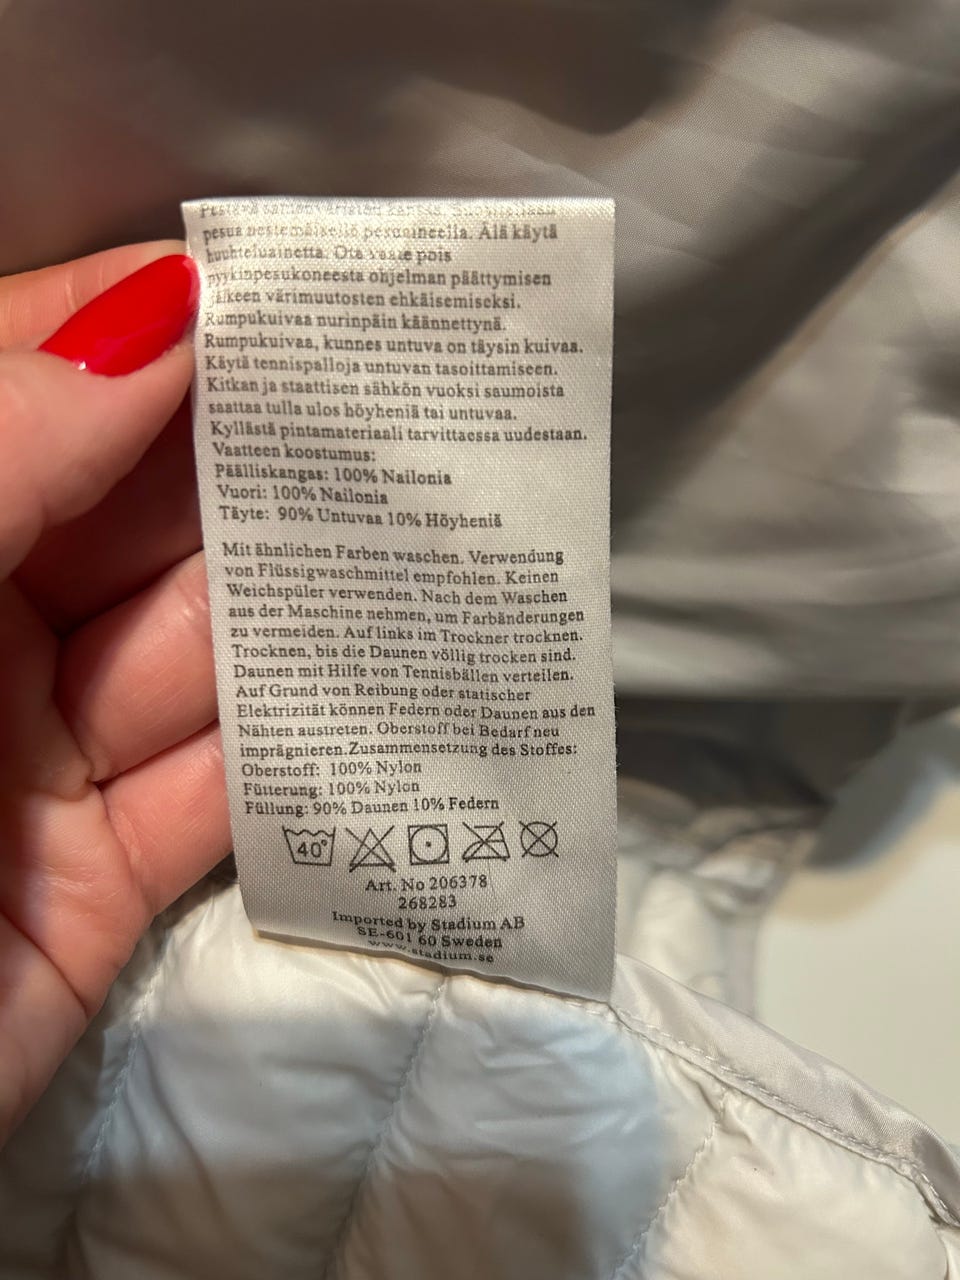 Pestävä samanväristen kanssa. Suositellaan
pesua nestemäisellä pesuaineella. Älä käytä
huuhteluainetta. Ota vaate pois
pyykinpesukoneesta ohjelman päättymisen
jälkeen värimuutosten ehkäisemiseksi.
Rumpukuivaa nurinpäin käännettynä.
Rumpukuivaa, kunnes untuva on täysin kuivaa.
Käytä tennispalloja untuvan tasoittamiseen.
Kitkan ja staattisen sähkön vuoksi saumoista
saattaa tulla ulos höyheniä tai untuvaa.
Kyllästä pintamateriaali tarvittaessa uudestaan.
Vaatteen koostumus:
Päälliskangas: 100% Nailonia
Vuori: 100% Nailonia
Täyte: 90% Untuvaa 10% Höyheniä
Mit ähnlichen Farben waschen. Verwendung
von Flüssigwaschmittel empfohlen. Keinen
Weichspüler verwenden. Nach dem Waschen
aus der Maschine nehmen, um Farbänderungen
zu vermeiden. Auf links im Trockner trocknen.
Trocknen, bis die Daunen völlig trocken sind.
Daunen mit Hilfe von Tennisbällen verteilen.
Auf Grund von Reibung oder statischer
Elektrizität können Federn oder Daunen aus den
Nähten austreten. Oberstoff bei Bedarf neu
imprägnieren.Zusammensetzung des Stoffes:
Oberstoff: 100% Nylon
Fütterung: 100% Nylon
Füllung: 90% Daunen 10% Federn
40°
Art. No 206378
268283
Imported by Stadium AB
SE-601 60 Sweden
www.stadium.se